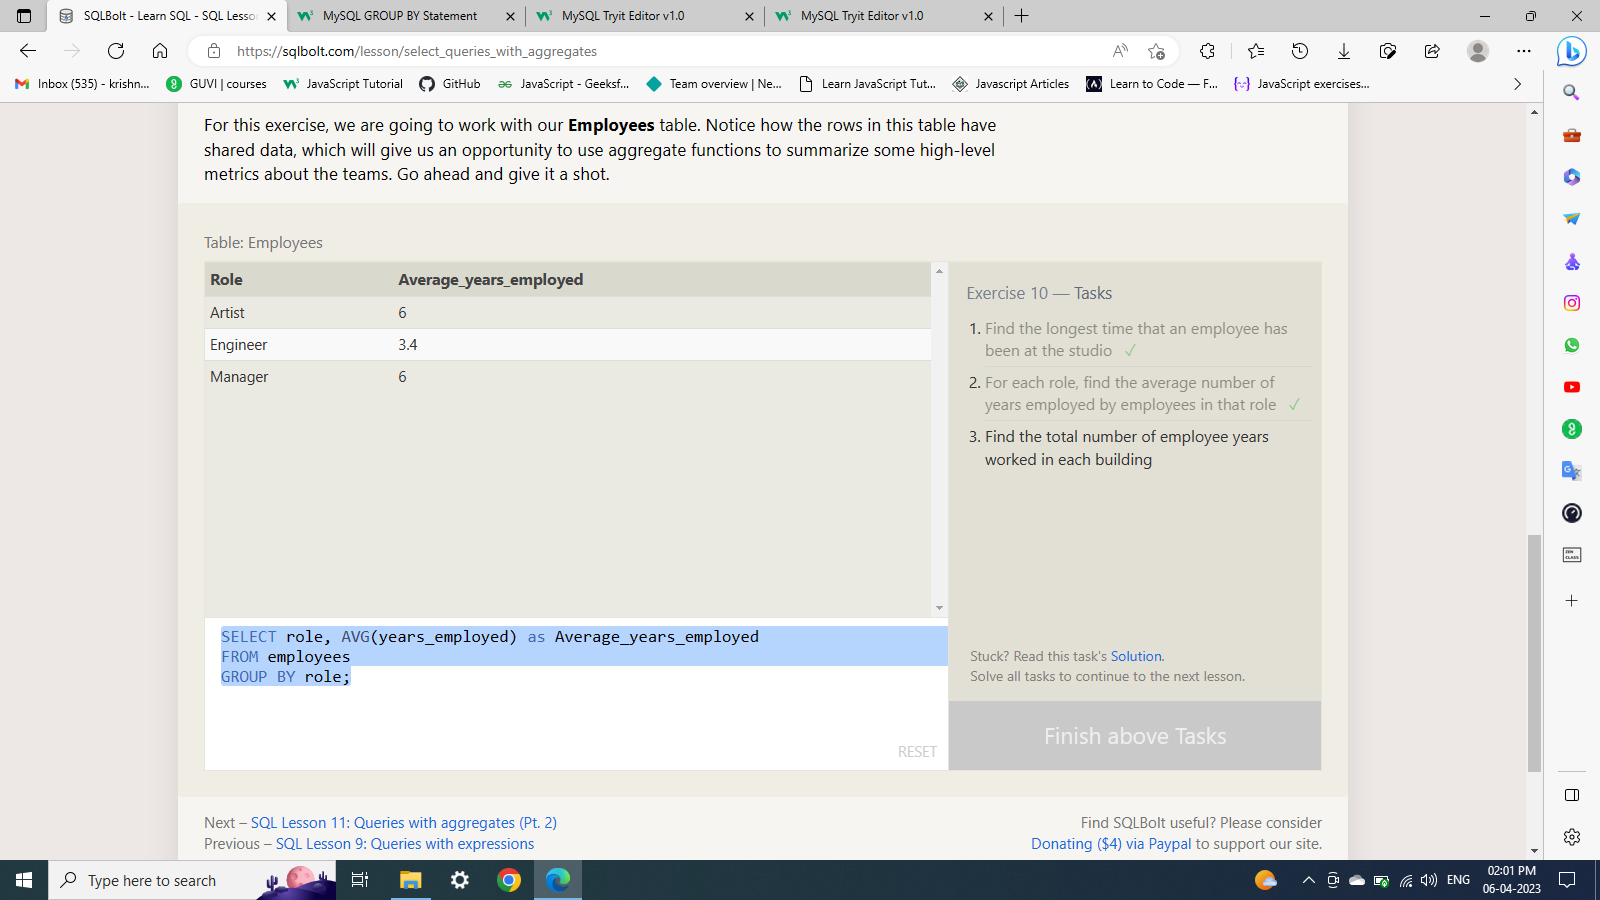 SQLBolt - Learn SQL - SQL Lesso
MySQL GROUP BY Statement
MySQL Tryit Editor v1.0
MySQL Tryit Editor v1.0
https://sqlbolt.com/lesson/select_queries_with_aggregates
Inbox (535) - krishn...
GUVI | courses
JavaScript Tutorial
GitHub
JavaScript - Geeksf...
Team overview | Ne...
Learn JavaScript Tut...
Javascript Articles
Learn to Code — F...
JavaScript exercises...
For this exercise, we are going to work with our Employees table. Notice how the rows in this table have
shared data, which will give us an opportunity to use aggregate functions to summarize some high-level
metrics about the teams. Go ahead and give it a shot.
Table: Employees
Role Average_years_employed
Artist 6
Engineer 3.4
Manager 6
Exercise 10 — Tasks
1. Find the longest time that an employee has
been at the studio ✓
2. For each role, find the average number of
years employed by employees in that role ✓
3. Find the total number of employee years
worked in each building
Stuck? Read this task's Solution.
Solve all tasks to continue to the next lesson.
Finish above Tasks
SELECT role, AVG(years_employed) as Average_years_employed
FROM employees
GROUP BY role;
RESET
Next – SQL Lesson 11: Queries with aggregates (Pt. 2)
Previous – SQL Lesson 9: Queries with expressions
Find SQLBolt useful? Please consider
Donating ($4) via Paypal to support our site.
Type here to search
ENG
02:01 PM
06-04-2023